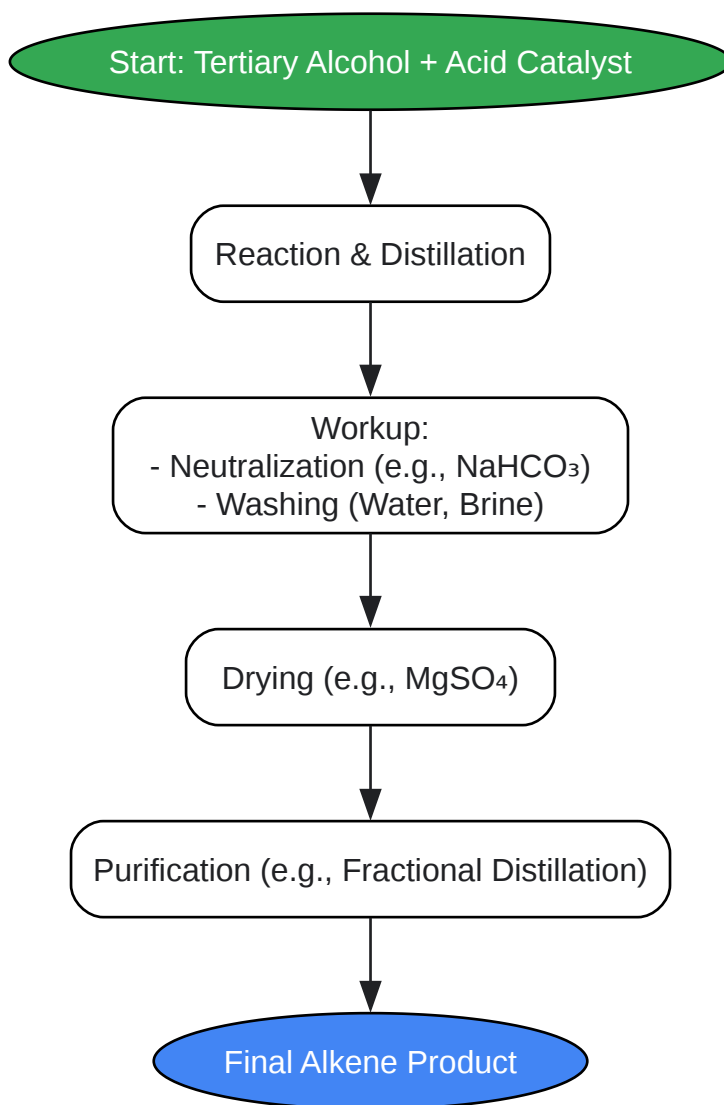 Start: Tertiary Alcohol + Acid Catalyst
Reaction & Distillation
Workup:
- Neutralization (e.g., NaHCO₃)
- Washing (Water, Brine)
Drying (e.g., MgSO₄)
Purification (e.g., Fractional Distillation)
Final Alkene Product